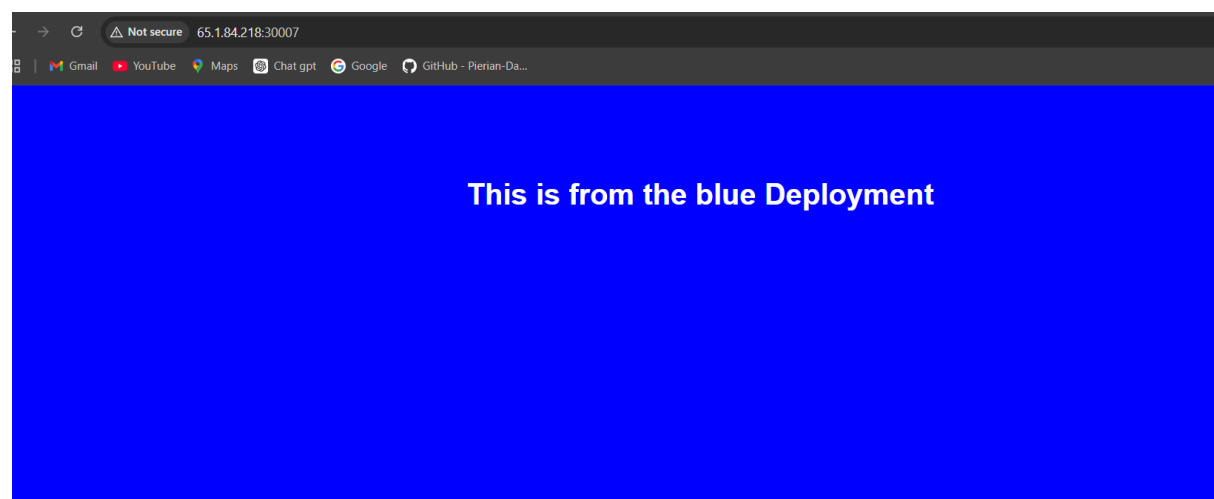 Not secure 65.1.84.218:30007
Gmail YouTube Maps Chat gpt Google GitHub - Pierian-Da...
This is from the blue Deployment